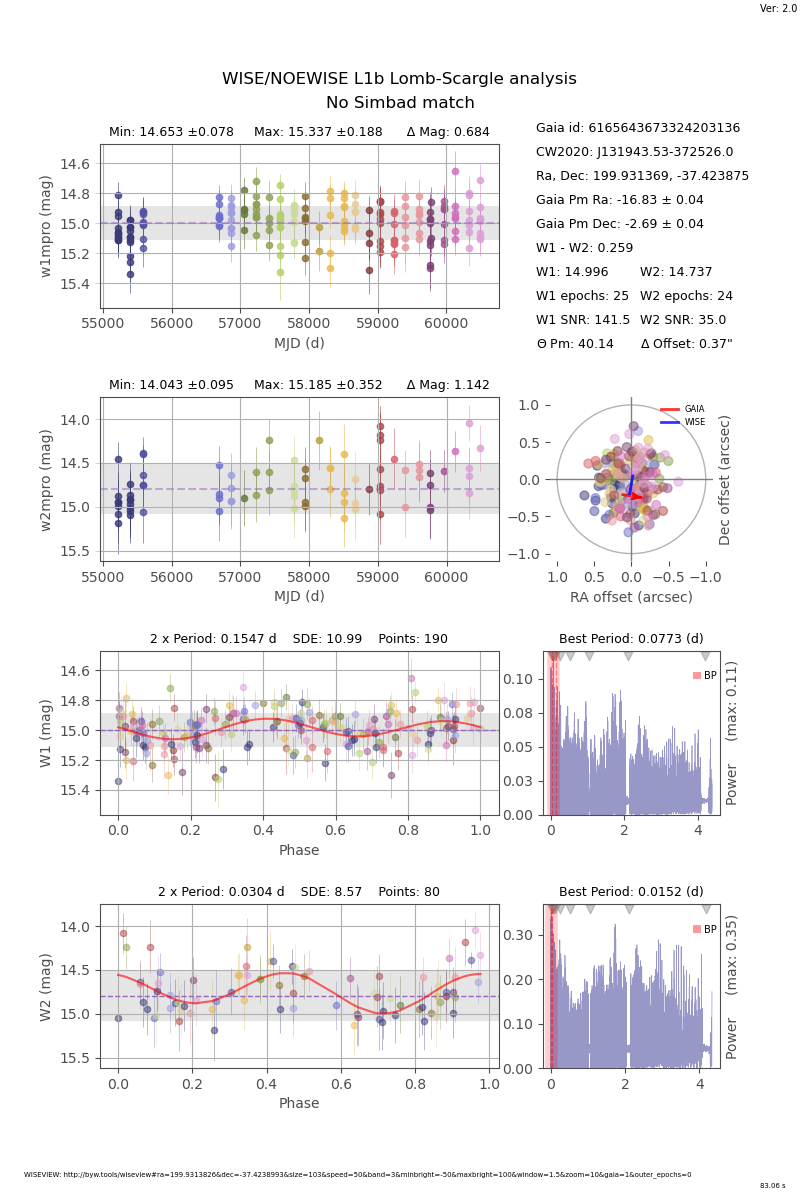 Ver: 2.0
WISE/NOEWISE L1b Lomb-Scargle analysis
No Simbad match
Min: 14.653 ±0.078 Max: 15.337 ±0.188 Δ Mag: 0.684
14.6
14.8
15.0
15.2
15.4
w1mpro (mag)
55000 56000 57000 58000 59000 60000
MJD (d)
Gaia id: 6165643673324203136
CW2020: J131943.53-372526.0
Ra, Dec: 199.931369, -37.423875
Gaia Pm Ra: -16.83 ± 0.04
Gaia Pm Dec: -2.69 ± 0.04
W1 - W2: 0.259
W1: 14.996 W2: 14.737
W1 epochs: 25 W2 epochs: 24
W1 SNR: 141.5 W2 SNR: 35.0
Θ Pm: 40.14 Δ Offset: 0.37"
Min: 14.043 ±0.095 Max: 15.185 ±0.352 Δ Mag: 1.142
14.0
14.5
15.0
15.5
w2mpro (mag)
55000 56000 57000 58000 59000 60000
MJD (d)
1.0
0.5
0.0
−0.5
−1.0
GAIA
WISE
Dec offset (arcsec)
1.0 0.5 0.0 −0.5 −1.0
RA offset (arcsec)
2 x Period: 0.1547 d SDE: 10.99 Points: 190
14.6
14.8
15.0
15.2
15.4
W1 (mag)
0.0 0.2 0.4 0.6 0.8 1.0
Phase
Best Period: 0.0773 (d)
0.10
0.08
0.05
0.03
0.00
BP
Power (max: 0.11)
0 2 4
2 x Period: 0.0304 d SDE: 8.57 Points: 80
14.0
14.5
15.0
15.5
W2 (mag)
0.0 0.2 0.4 0.6 0.8 1.0
Phase
Best Period: 0.0152 (d)
0.30
0.20
0.10
0.00
BP
Power (max: 0.35)
0 2 4
WISEVIEW: http://byw.tools/wiseview#ra=199.9313826&dec=-37.4238993&size=103&speed=50&band=3&minbright=-50&maxbright=100&window=1.5&zoom=10&gaia=1&outer_epochs=0
83.06 s